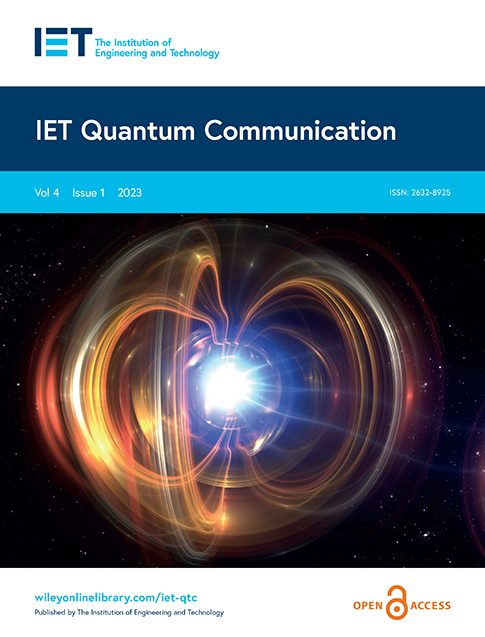 IET The Institution of
Engineering and Technology
IET Quantum Communication
Vol 4 Issue 1 2023
ISSN: 2632-8925
wileyonlinelibrary.com/iet-qtc
Published by The Institution of Engineering and Technology
OPEN ACCESS